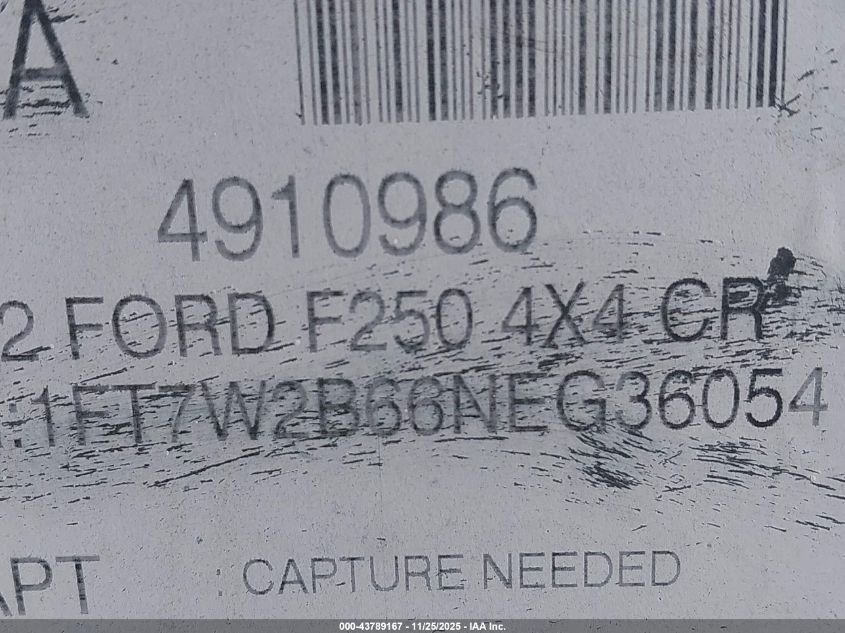 A
4910986
2 FORD F250 4X4 CR
:1FT7W2B66NEG36054
APT : CAPTURE NEEDED
000-43789167 - 11/25/2025 - IAA Inc.